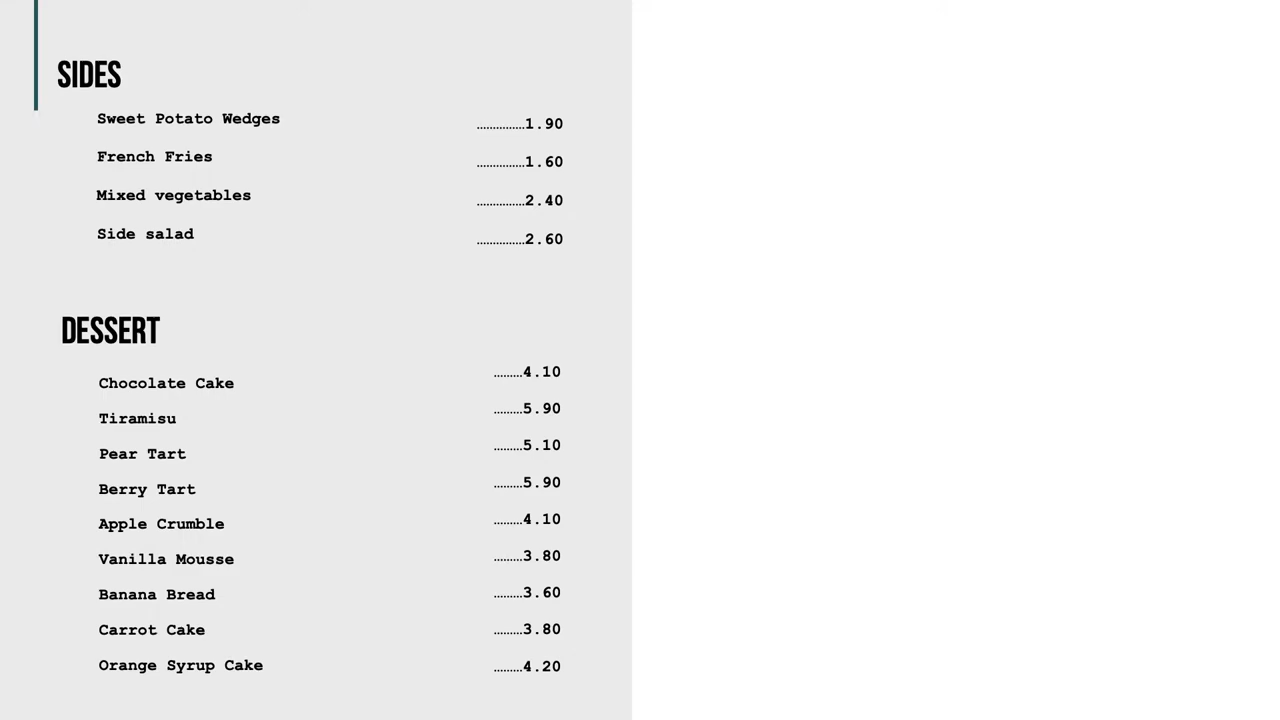 SIDES
Sweet Potato Wedges ...............1.90
French Fries ...............1.60
Mixed vegetables ...............2.40
Side salad ...............2.60
DESSERT
Chocolate Cake .........4.10
Tiramisu .........5.90
Pear Tart .........5.10
Berry Tart .........5.90
Apple Crumble .........4.10
Vanilla Mousse .........3.80
Banana Bread .........3.60
Carrot Cake .........3.80
Orange Syrup Cake .........4.20